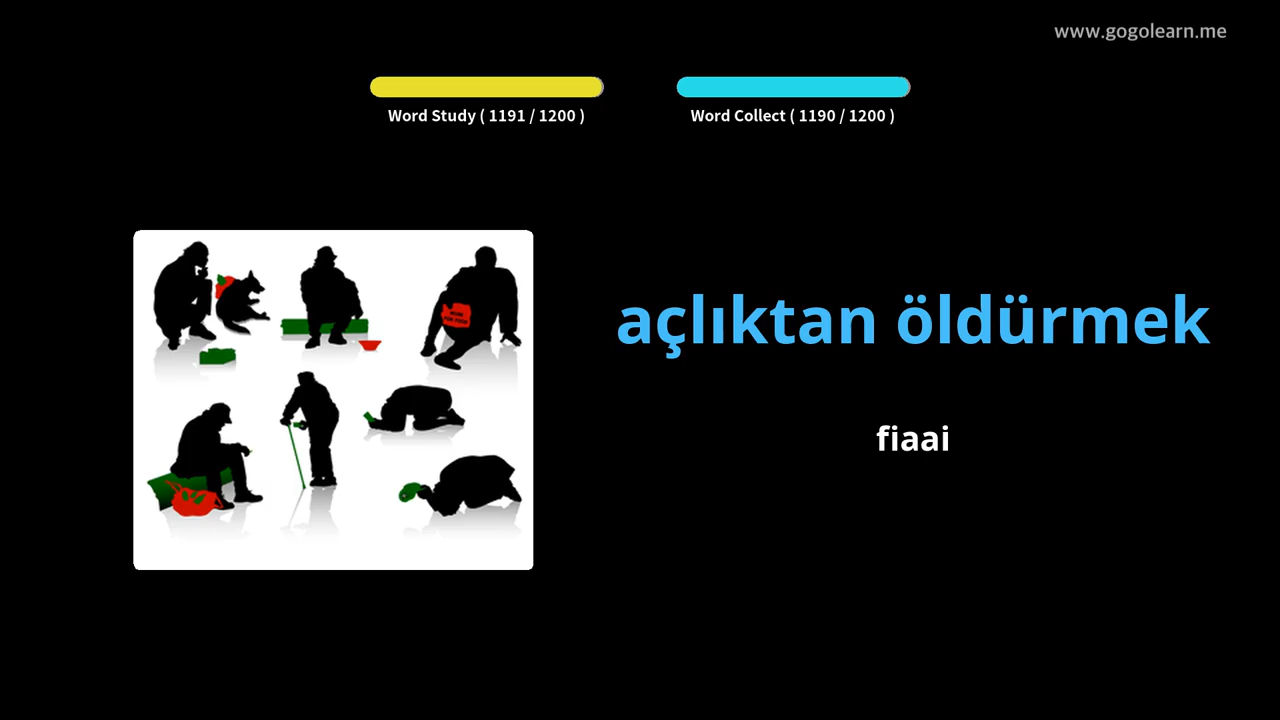 www.gogolearn.me
Word Study ( 1191 / 1200 )
Word Collect ( 1190 / 1200 )
açlıktan öldürmek
fiaai